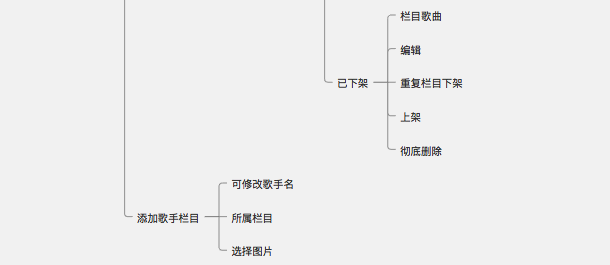 栏目歌曲
编辑
已下架
重复栏目下架
上架
彻底删除
可修改歌手名
添加歌手栏目
所属栏目
选择图片